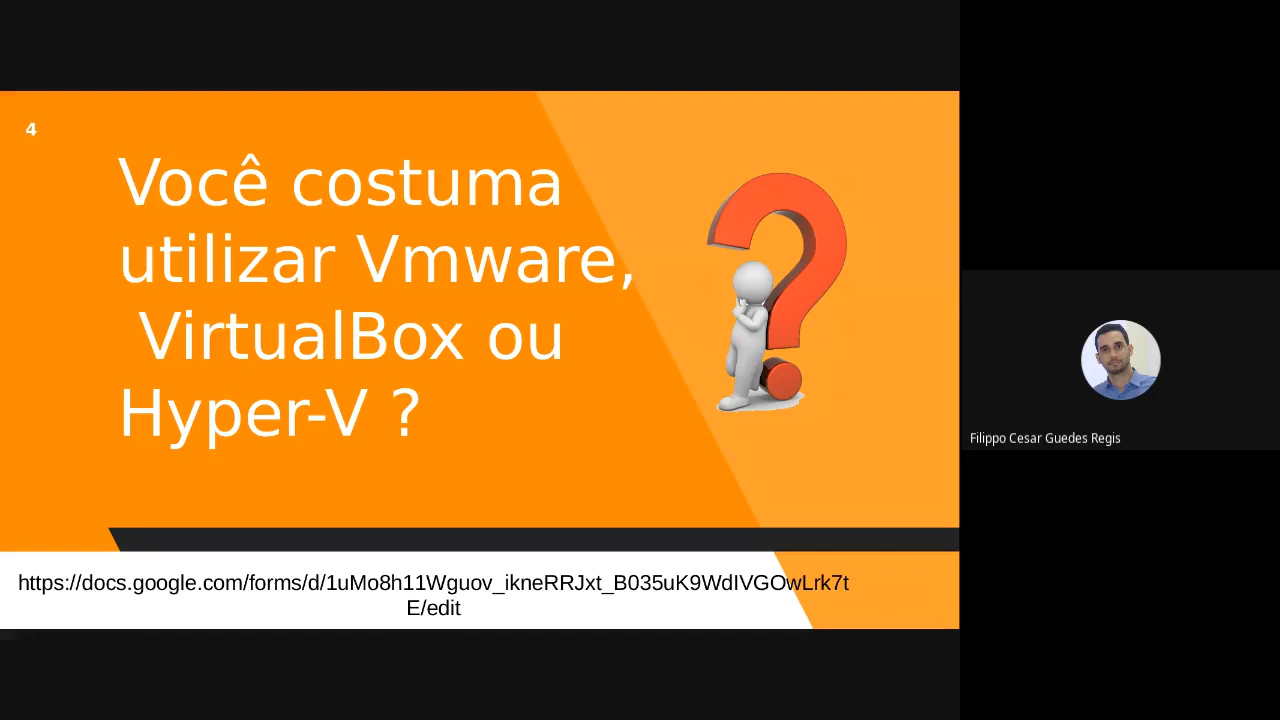 4
Você costuma
utilizar Vmware,
VirtualBox ou
Hyper-V ?
https://docs.google.com/forms/d/1uMo8h11Wguov_ikneRRJxt_B035uK9WdIVGOwLrk7t
E/edit
Filippo Cesar Guedes Regis